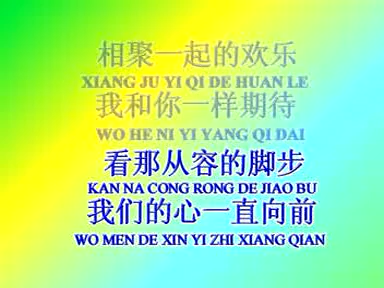 相聚一起的欢乐
XIANG JU YI QI DE HUAN LE
我和你一样期待
WO HE NI YI YANG QI DAI
看那从容的脚步
KAN NA CONG RONG DE JIAO BU
我们的心一直向前
WO MEN DE XIN YI ZHI XIANG QIAN